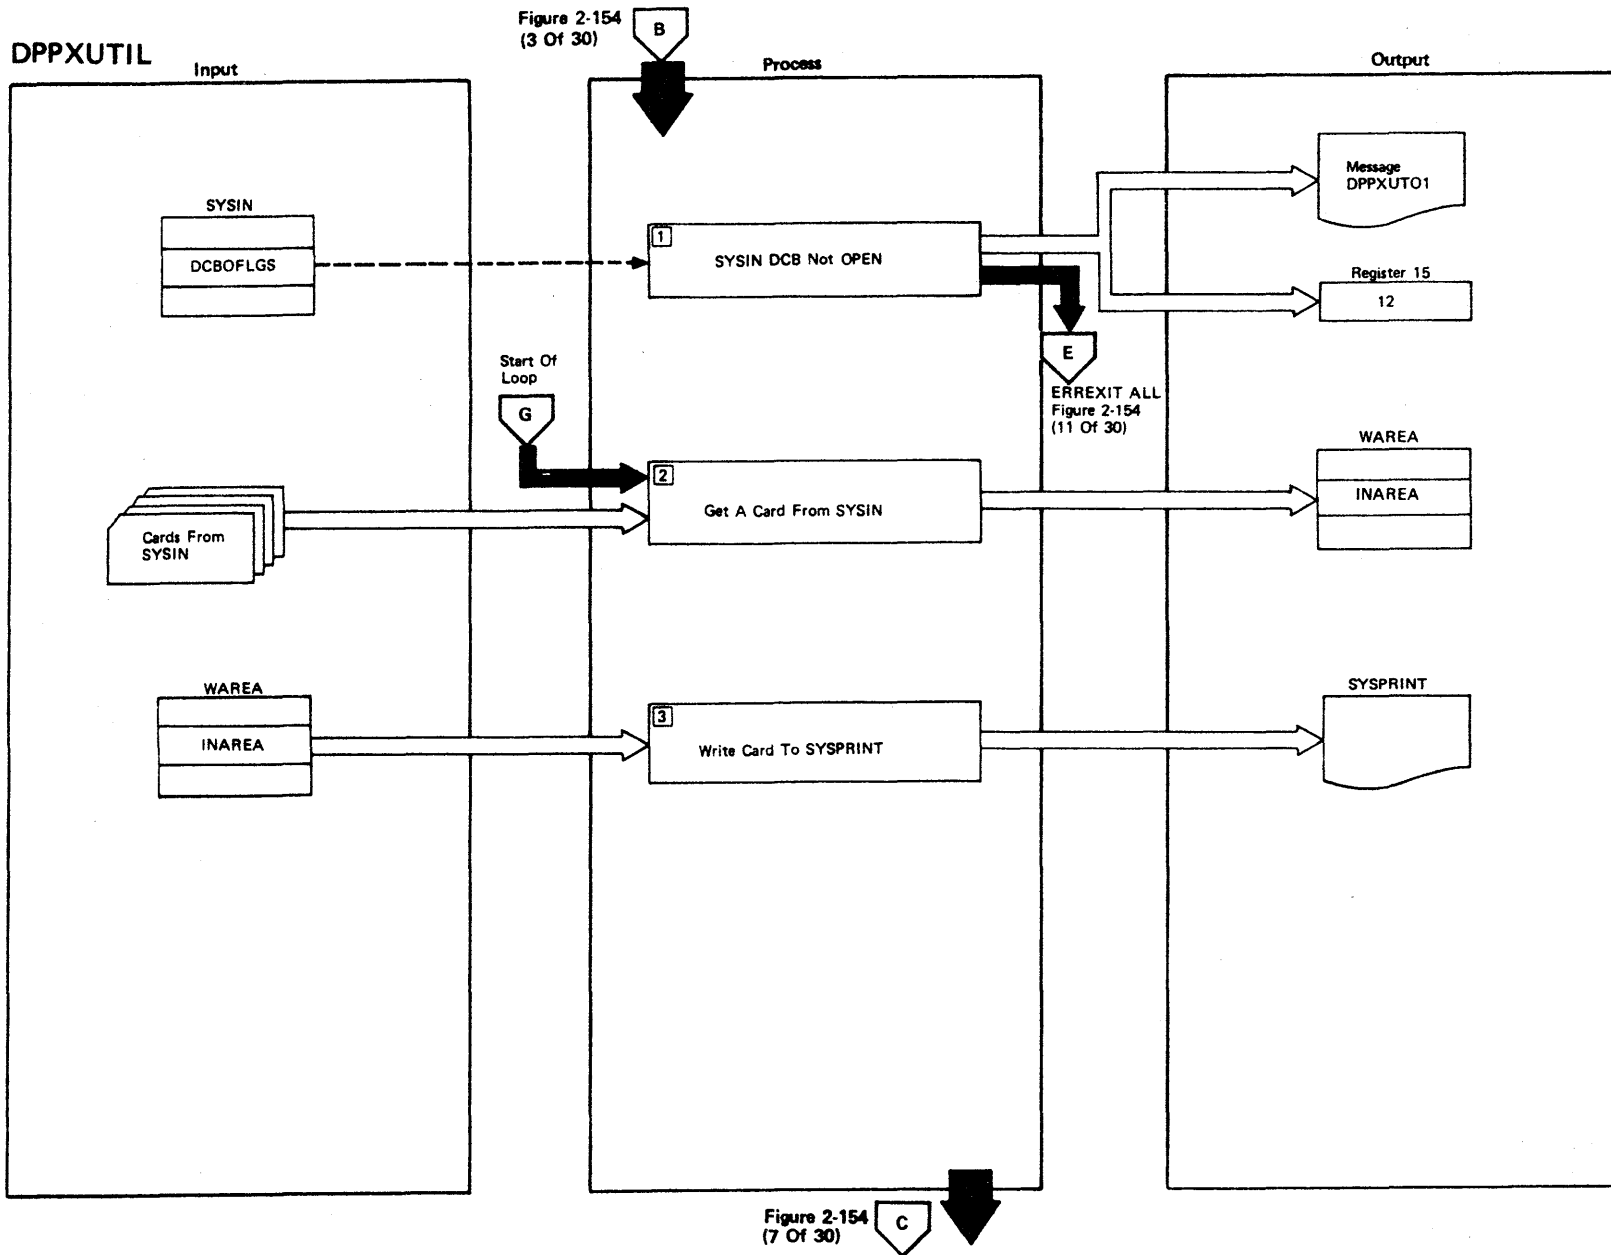 Figure 2-154
(3 Of 30)
B
DPPXUTIL
Input
Process
Output
Message
DPPXUTO1
SYSIN
DCBOFLGS
1
SYSIN DCB Not OPEN
Register 15
12
E
ERREXIT ALL
Figure 2-154
(11 Of 30)
Start Of
Loop
G
2
Get A Card From SYSIN
Cards From
SYSIN
WAREA
INAREA
WAREA
INAREA
3
Write Card To SYSPRINT
SYSPRINT
Figure 2-154
(7 Of 30)
C